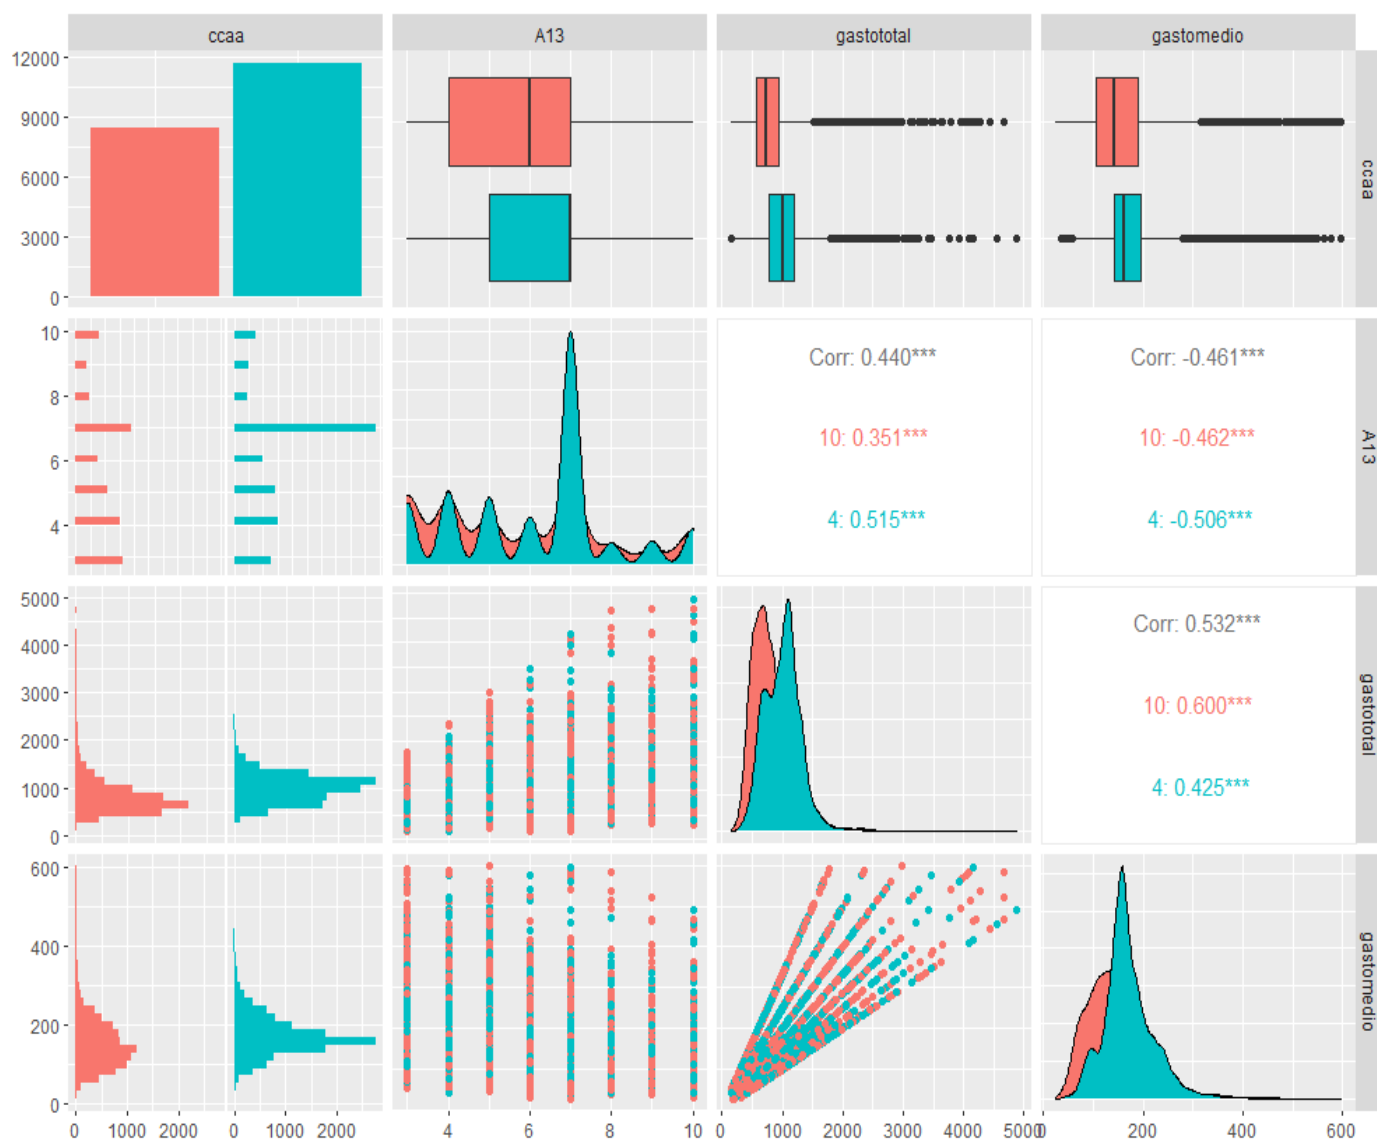 ccaa A13 gastototal gastomedio
12000
9000
6000
3000
0
ccaa
10
8
6
4
Corr: 0.440***
10: 0.351***
4: 0.515***
Corr: -0.461***
10: -0.462***
4: -0.506***
A13
5000
4000
3000
2000
1000
0
Corr: 0.532***
10: 0.600***
4: 0.425***
gastototal
600
400
200
0
gastomedio
0 1000 2000 0 1000 2000 4 6 8 10 0 1000 2000 3000 4000 5000 0 200 400 600